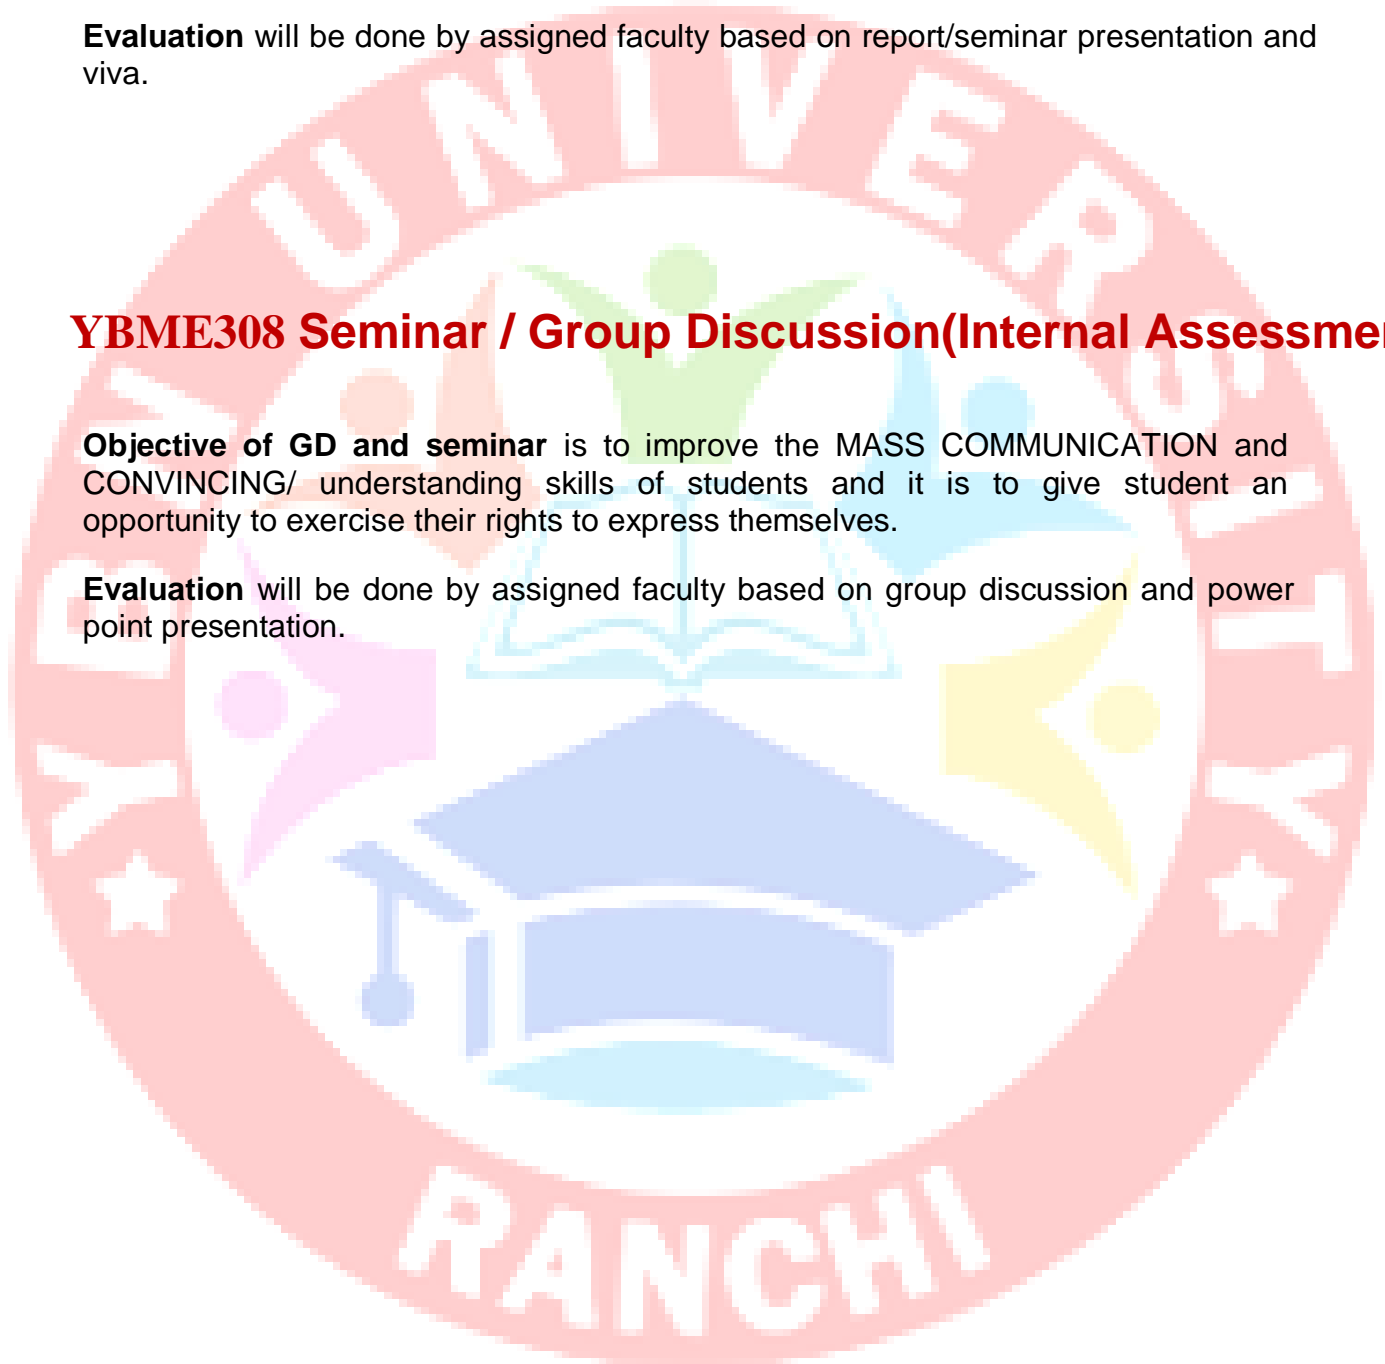 Evaluation will be done by assigned faculty based on report/seminar presentation and
viva.
YBME308 Seminar / Group Discussion(Internal Assessme
Objective of GD and seminar is to improve the MASS COMMUNICATION and
CONVINCING/ understanding skills of students and it is to give student an
opportunity to exercise their rights to express themselves.
Evaluation will be done by assigned faculty based on group discussion and power
point presentation.
YBN UNIVERSITY
RANCHI